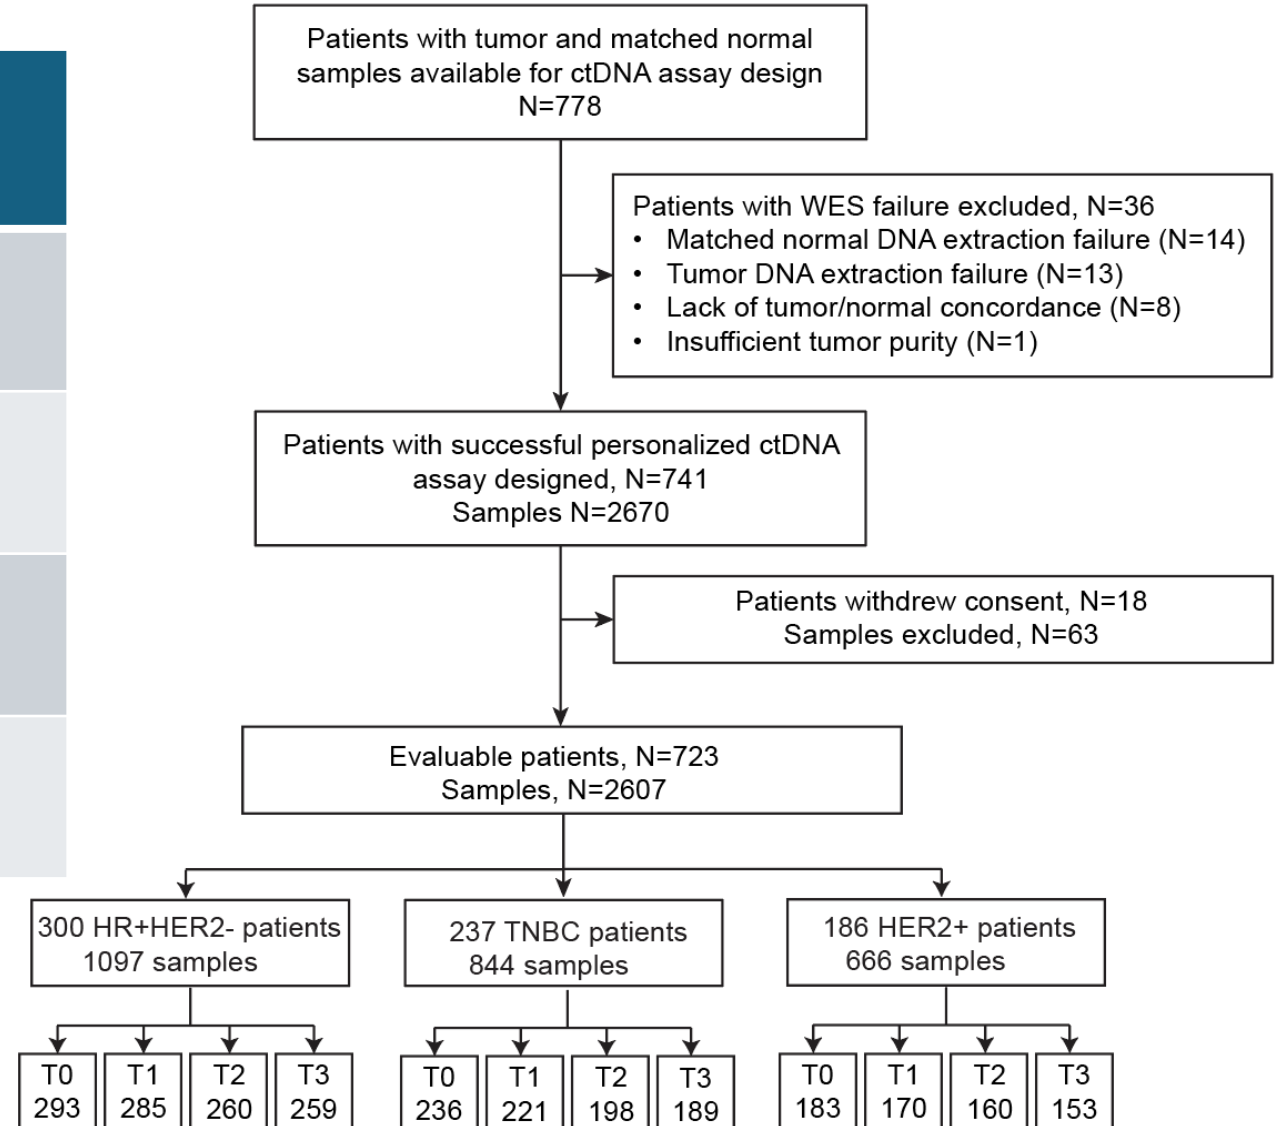 Patients with tumor and matched normal
samples available for ctDNA assay design
N=778
Patients with WES failure excluded, N=36
• Matched normal DNA extraction failure (N=14)
• Tumor DNA extraction failure (N=13)
• Lack of tumor/normal concordance (N=8)
• Insufficient tumor purity (N=1)
Patients with successful personalized ctDNA
assay designed, N=741
Samples N=2670
Patients withdrew consent, N=18
Samples excluded, N=63
Evaluable patients, N=723
Samples, N=2607
300 HR+HER2- patients
1097 samples
237 TNBC patients
844 samples
186 HER2+ patients
666 samples
T0
293
T1
285
T2
260
T3
259
T0
236
T1
221
T2
198
T3
189
T0
183
T1
170
T2
160
T3
153